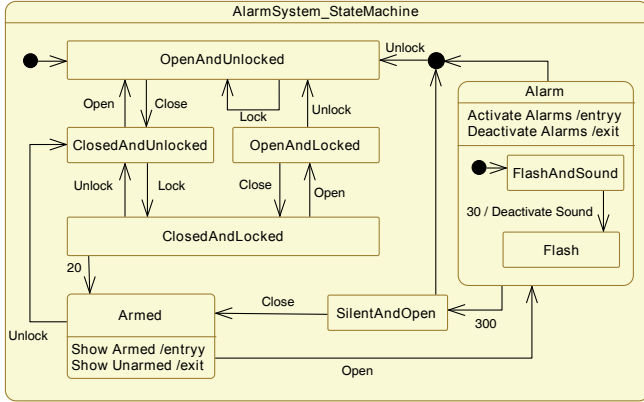 AlarmSystem_StateMachine
OpenAndUnlocked
Unlock
Alarm
Activate Alarms /entryy
Deactivate Alarms /exit
Open
Close
Lock
Unlock
ClosedAndUnlocked
OpenAndLocked
FlashAndSound
Unlock
Lock
Close
Open
30 / Deactivate Sound
ClosedAndLocked
Flash
20
Armed
Close
SilentAndOpen
300
Unlock
Show Armed /entryy
Show Unarmed /exit
Open